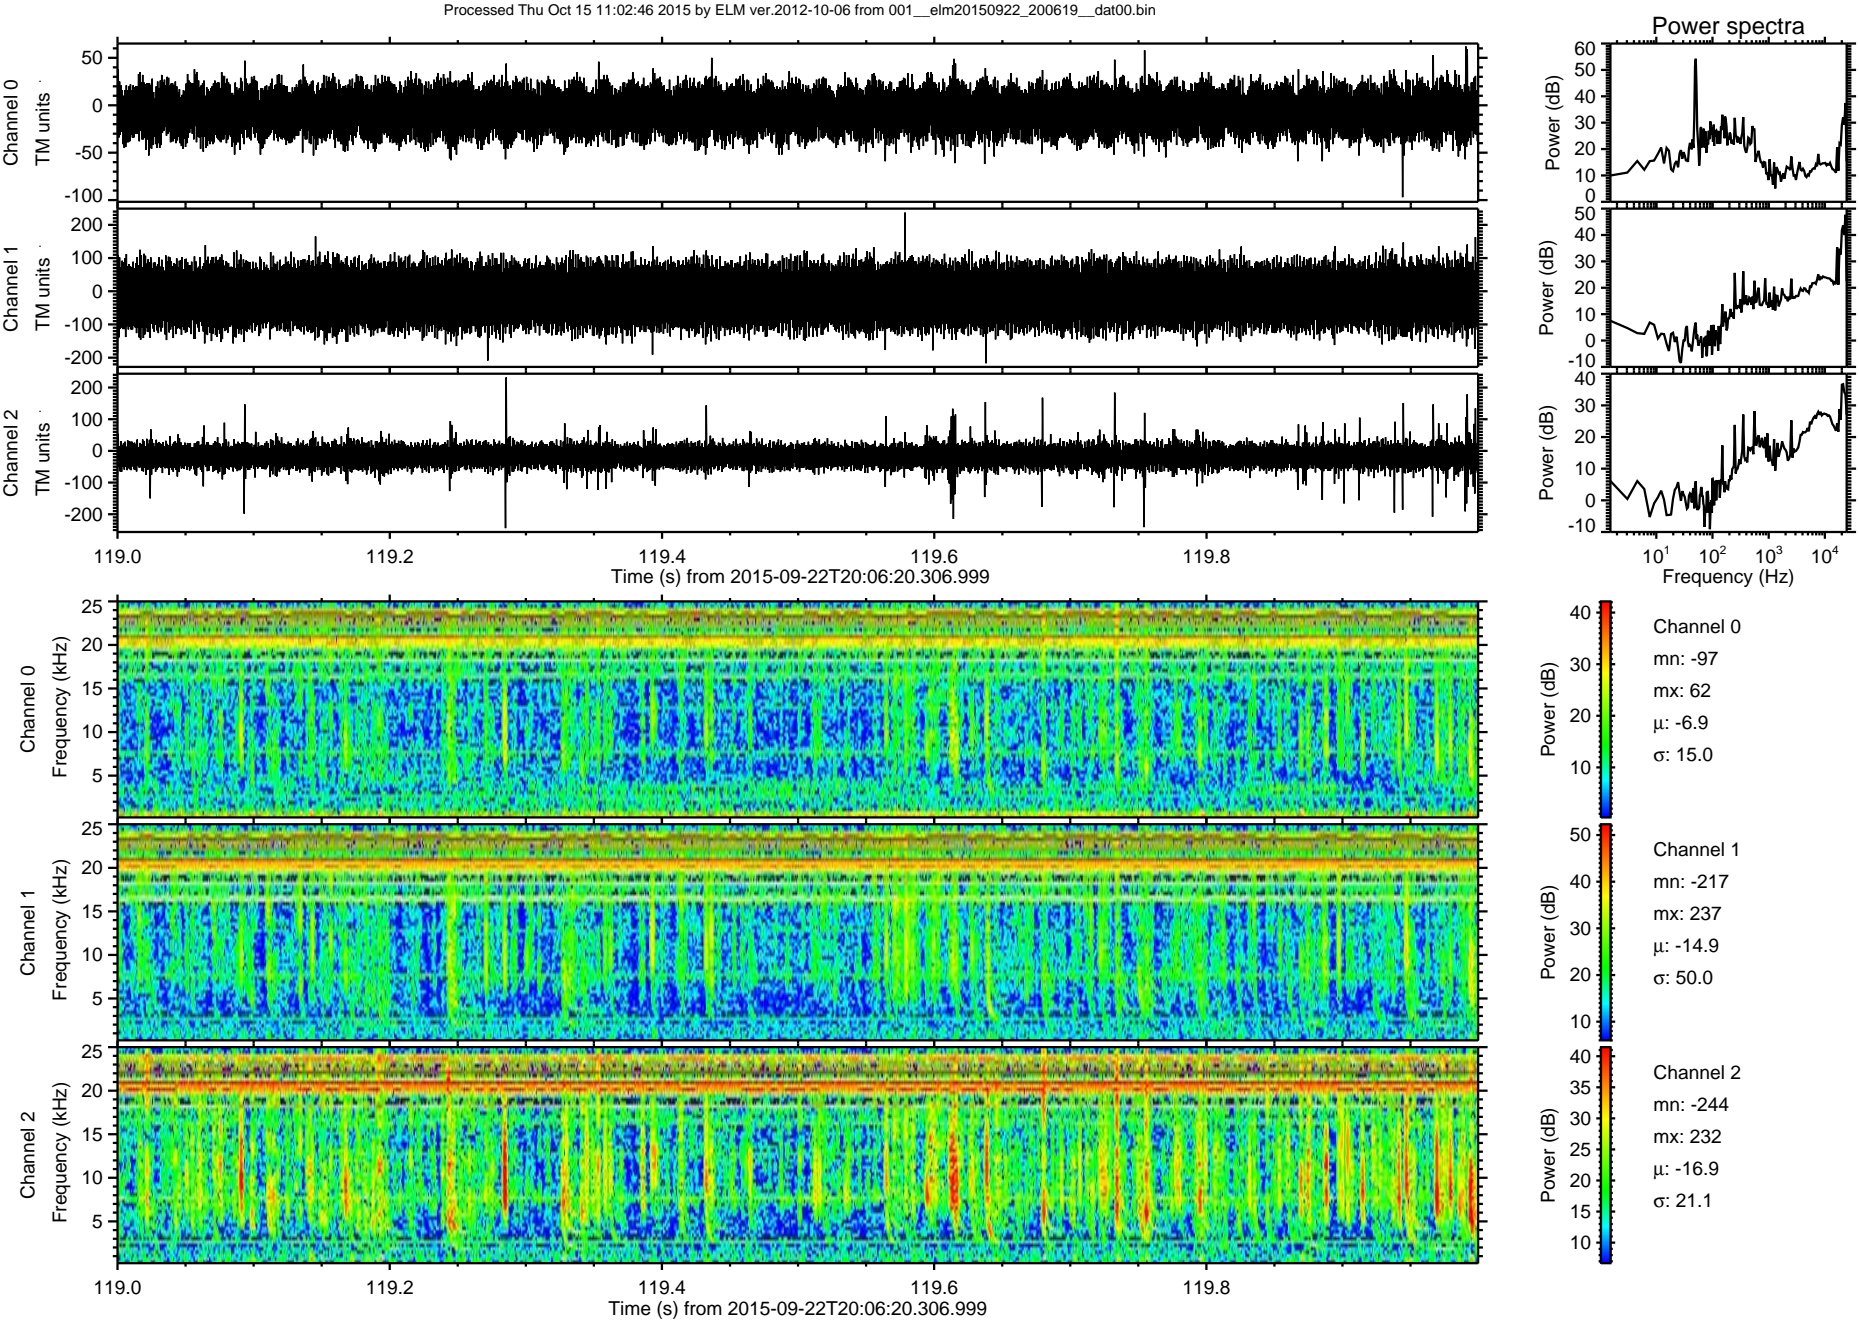 Processed Thu Oct 15 11:02:46 2015 by ELM ver.2012-10-06 from 001__elm20150922_200619__dat00.bin
Power spectra
Channel 0
TM units
50
0
-50
-100
Power (dB)
60
50
40
30
20
10
0
Channel 1
TM units
200
100
0
-100
-200
Power (dB)
50
40
30
20
10
0
-10
Channel 2
TM units
200
100
0
-100
-200
Power (dB)
40
30
20
10
0
-10
119.0 119.2 119.4 119.6 119.8
Time (s) from 2015-09-22T20:06:20.306.999
10¹ 10² 10³ 10⁴
Frequency (Hz)
Channel 0
Frequency (kHz)
25
20
15
10
5
Power (dB)
40
30
20
10
Channel 0
mn: -97
mx: 62
µ: -6.9
σ: 15.0
Channel 1
Frequency (kHz)
25
20
15
10
5
Power (dB)
50
40
30
20
10
Channel 1
mn: -217
mx: 237
µ: -14.9
σ: 50.0
Channel 2
Frequency (kHz)
25
20
15
10
5
Power (dB)
40
35
30
25
20
15
10
Channel 2
mn: -244
mx: 232
µ: -16.9
σ: 21.1
119.0 119.2 119.4 119.6 119.8
Time (s) from 2015-09-22T20:06:20.306.999